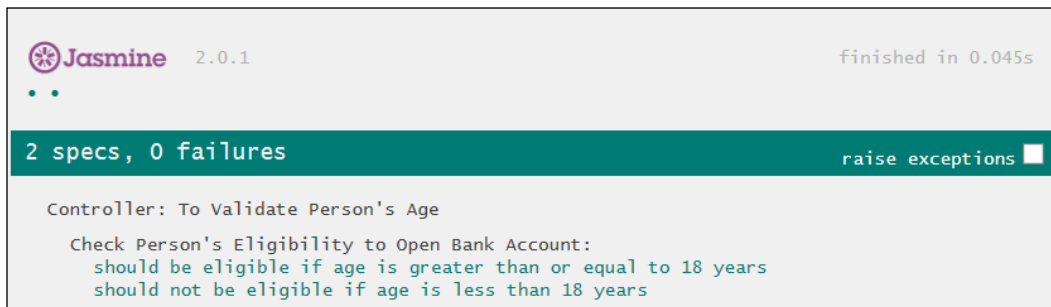 Jasmine 2.0.1 finished in 0.045s
2 specs, 0 failures raise exceptions
Controller: To Validate Person's Age
Check Person's Eligibility to Open Bank Account:
should be eligible if age is greater than or equal to 18 years
should not be eligible if age is less than 18 years